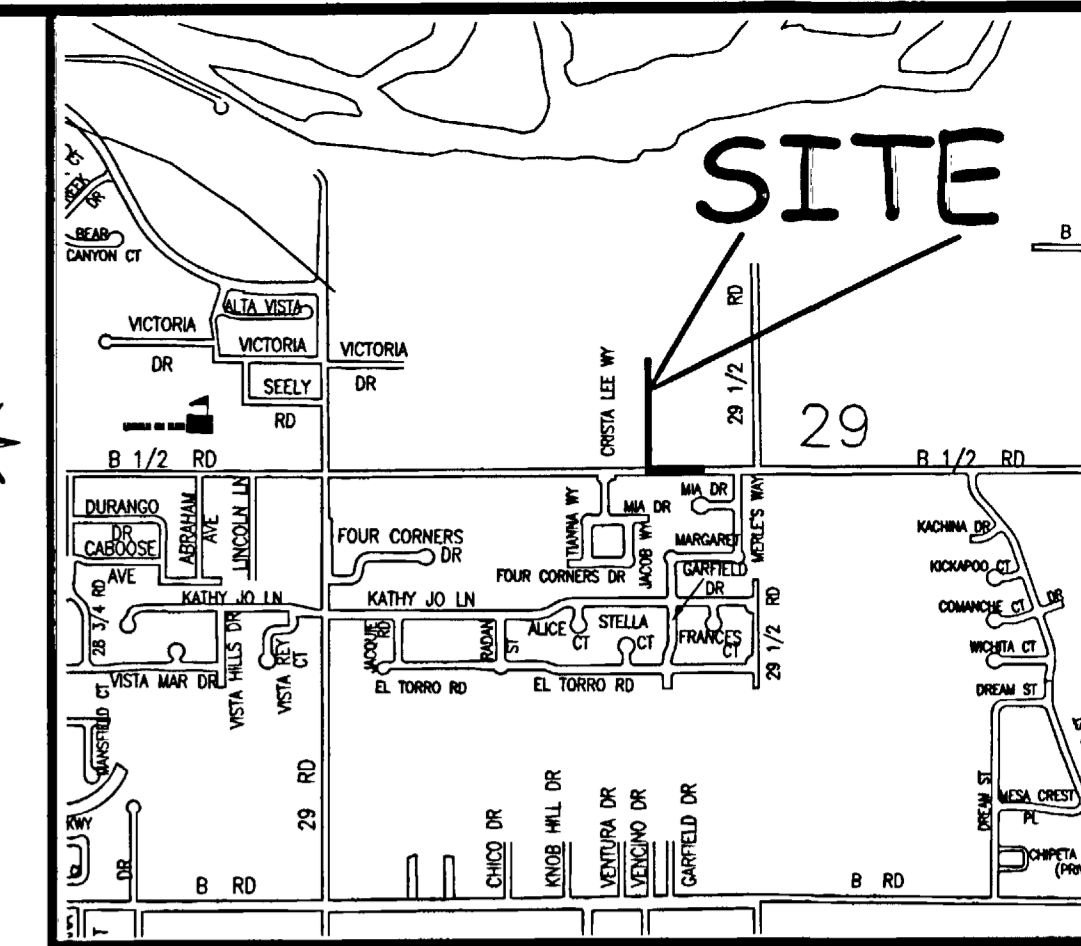 SITE
BEAR
CANYON CT
DR
B
ALTA VISTA
VICTORIA
DR
VICTORIA
VICTORIA
DR
SEELY
RD
CRISTA LEE WY
29 1/2 RD
29
B 1/2 RD
B 1/2 RD
DURANGO
DR
CABOOSE
AVE
ABRAHAM
AVE
LINCOLN LN
FOUR CORNERS
DR
TIANNA WY
MIA DR
MIA DR
JACOB WY
MERLE'S WAY
MARGARET
GARFIELD
DR
FOUR CORNERS DR
KACHINA DR
KICKAPOO CT
COMANCHE CT
DR
WICHITA CT
DREAM ST
28 3/4 RD
KATHY JO LN
KATHY JO LN
VISTA HILLS DR
VISTA REY
CT
JACQUIE
RD
RADAN
ST
ALICE
CT
STELLA
CT
FRANCES
CT
29 1/2 RD
VISTA MAR DR
EL TORRO RD
EL TORRO RD
MANSFIELD CT
29 RD
KWY
DR
CHICO DR
KNOB HILL DR
VENTURA DR
VENCINO DR
GARFIELD DR
DREAM ST
MESA CREST
PL
CHIPETA
B RD
B RD
T